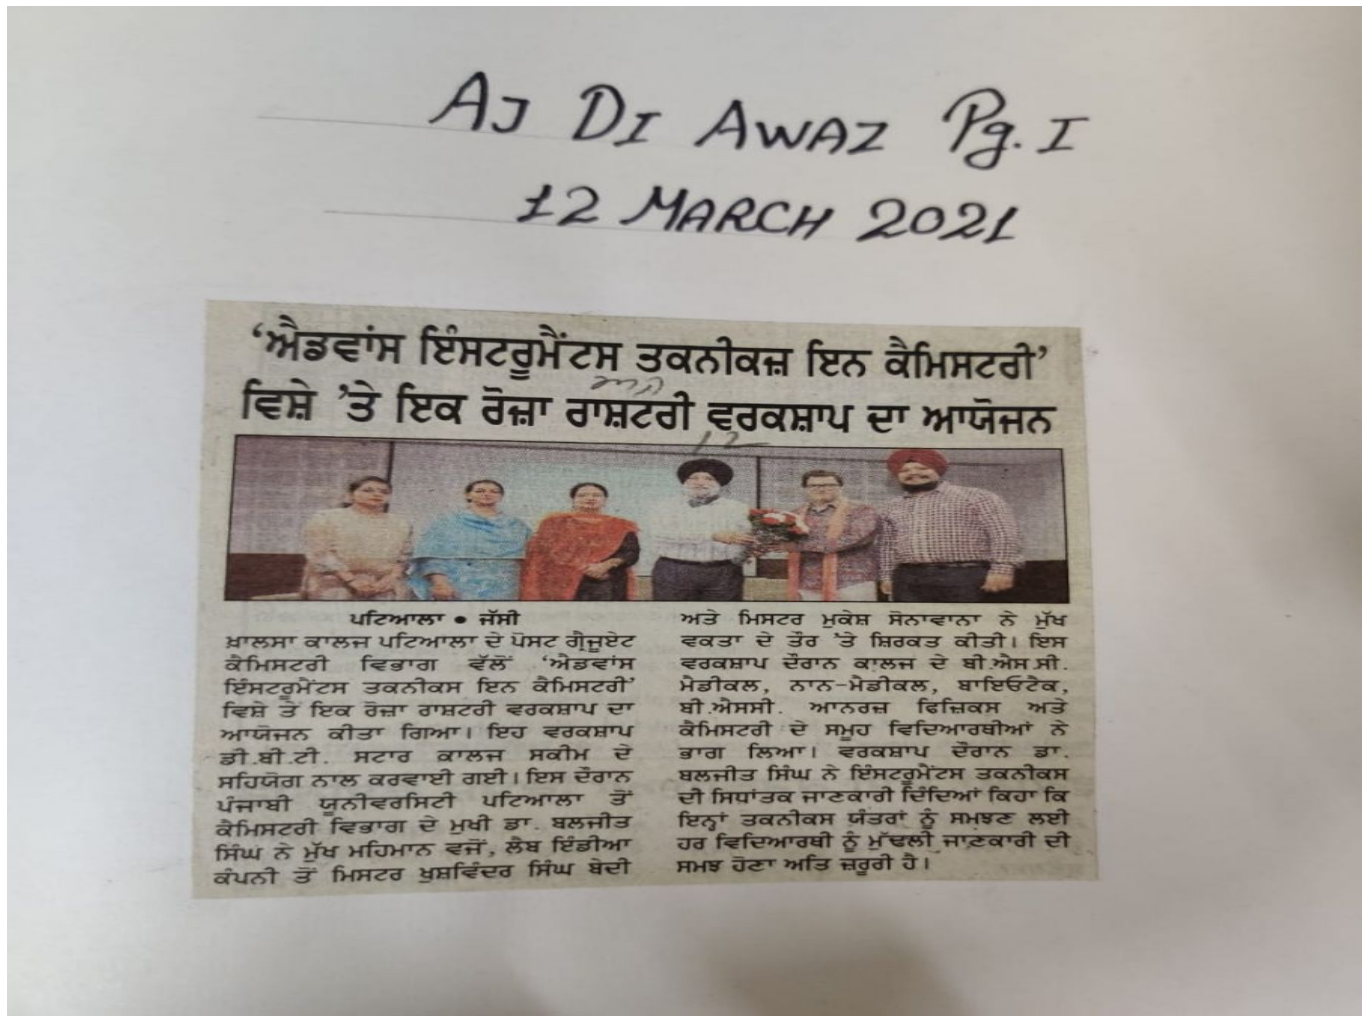 AJ DI AWAZ Pg. I
12 MARCH 2021
‘ਐਡਵਾਂਸ ਇੰਸਟਰੂਮੈਂਟਸ ਤਕਨੀਕਜ਼ ਇਨ ਕੈਮਿਸਟਰੀ’
ਵਿਸ਼ੇ ’ਤੇ ਇਕ ਰੋਜ਼ਾ ਰਾਸ਼ਟਰੀ ਵਰਕਸ਼ਾਪ ਦਾ ਆਯੋਜਨ
12
ਪਟਿਆਲਾ • ਜੱਸੀ
ਖ਼ਾਲਸਾ ਕਾਲਜ ਪਟਿਆਲਾ ਦੇ ਪੋਸਟ ਗ੍ਰੈਜੂਏਟ
ਕੈਮਿਸਟਰੀ ਵਿਭਾਗ ਵੱਲੋਂ ‘ਐਡਵਾਂਸ
ਇੰਸਟਰੂਮੈਂਟਸ ਤਕਨੀਕਸ ਇਨ ਕੈਮਿਸਟਰੀ’
ਵਿਸ਼ੇ ਤੇ ਇਕ ਰੋਜ਼ਾ ਰਾਸ਼ਟਰੀ ਵਰਕਸ਼ਾਪ ਦਾ
ਆਯੋਜਨ ਕੀਤਾ ਗਿਆ। ਇਹ ਵਰਕਸ਼ਾਪ
ਡੀ.ਬੀ.ਟੀ. ਸਟਾਰ ਕਾਲਜ ਸਕੀਮ ਦੇ
ਸਹਿਯੋਗ ਨਾਲ ਕਰਵਾਈ ਗਈ। ਇਸ ਦੌਰਾਨ
ਪੰਜਾਬੀ ਯੂਨੀਵਰਸਿਟੀ ਪਟਿਆਲਾ ਤੋਂ
ਕੈਮਿਸਟਰੀ ਵਿਭਾਗ ਦੇ ਮੁਖੀ ਡਾ. ਬਲਜੀਤ
ਸਿੰਘ ਨੇ ਮੁੱਖ ਮਹਿਮਾਨ ਵਜੋਂ, ਲੈਬ ਇੰਡੀਆ
ਕੰਪਨੀ ਤੋਂ ਮਿਸਟਰ ਖੁਸ਼ਵਿੰਦਰ ਸਿੰਘ ਬੇਦੀ
ਅਤੇ ਮਿਸਟਰ ਮੁਕੇਸ਼ ਸੋਨਾਵਾਨਾ ਨੇ ਮੁੱਖ
ਵਕਤਾ ਦੇ ਤੌਰ ’ਤੇ ਸ਼ਿਰਕਤ ਕੀਤੀ। ਇਸ
ਵਰਕਸ਼ਾਪ ਦੌਰਾਨ ਕਾਲਜ ਦੇ ਬੀ.ਐਸ.ਸੀ.
ਮੈਡੀਕਲ, ਨਾਨ-ਮੈਡੀਕਲ, ਬਾਇਓਟੈਕ,
ਬੀ.ਐਸਸੀ. ਆਨਰਜ਼ ਫਿਜ਼ਿਕਸ ਅਤੇ
ਕੈਮਿਸਟਰੀ ਦੇ ਸਮੂਹ ਵਿਦਿਆਰਥੀਆਂ ਨੇ
ਭਾਗ ਲਿਆ। ਵਰਕਸ਼ਾਪ ਦੌਰਾਨ ਡਾ.
ਬਲਜੀਤ ਸਿੰਘ ਨੇ ਇੰਸਟਰੂਮੈਂਟਸ ਤਕਨੀਕਸ
ਦੀ ਸਿਧਾਂਤਕ ਜਾਣਕਾਰੀ ਦਿੰਦਿਆਂ ਕਿਹਾ ਕਿ
ਇਨ੍ਹਾਂ ਤਕਨੀਕਸ ਯੰਤਰਾਂ ਨੂੰ ਸਮਝਣ ਲਈ
ਹਰ ਵਿਦਿਆਰਥੀ ਨੂੰ ਮੁੱਢਲੀ ਜਾਣਕਾਰੀ ਦੀ
ਸਮਝ ਹੋਣਾ ਅਤਿ ਜ਼ਰੂਰੀ ਹੈ।